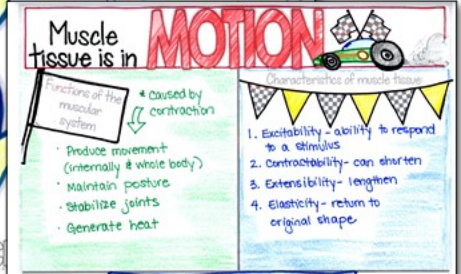 Muscle
tissue is in MOTION
Functions of the
muscular
system
* caused by
contraction
· Produce movement
(internally & whole body)
· Maintain posture
· Stabilize joints
· Generate heat
Characteristics of muscle tissue
1. Excitability - ability to respond
to a stimulus
2. Contractability - can shorten
3. Extensibility - lengthen
4. Elasticity - return to
original shape